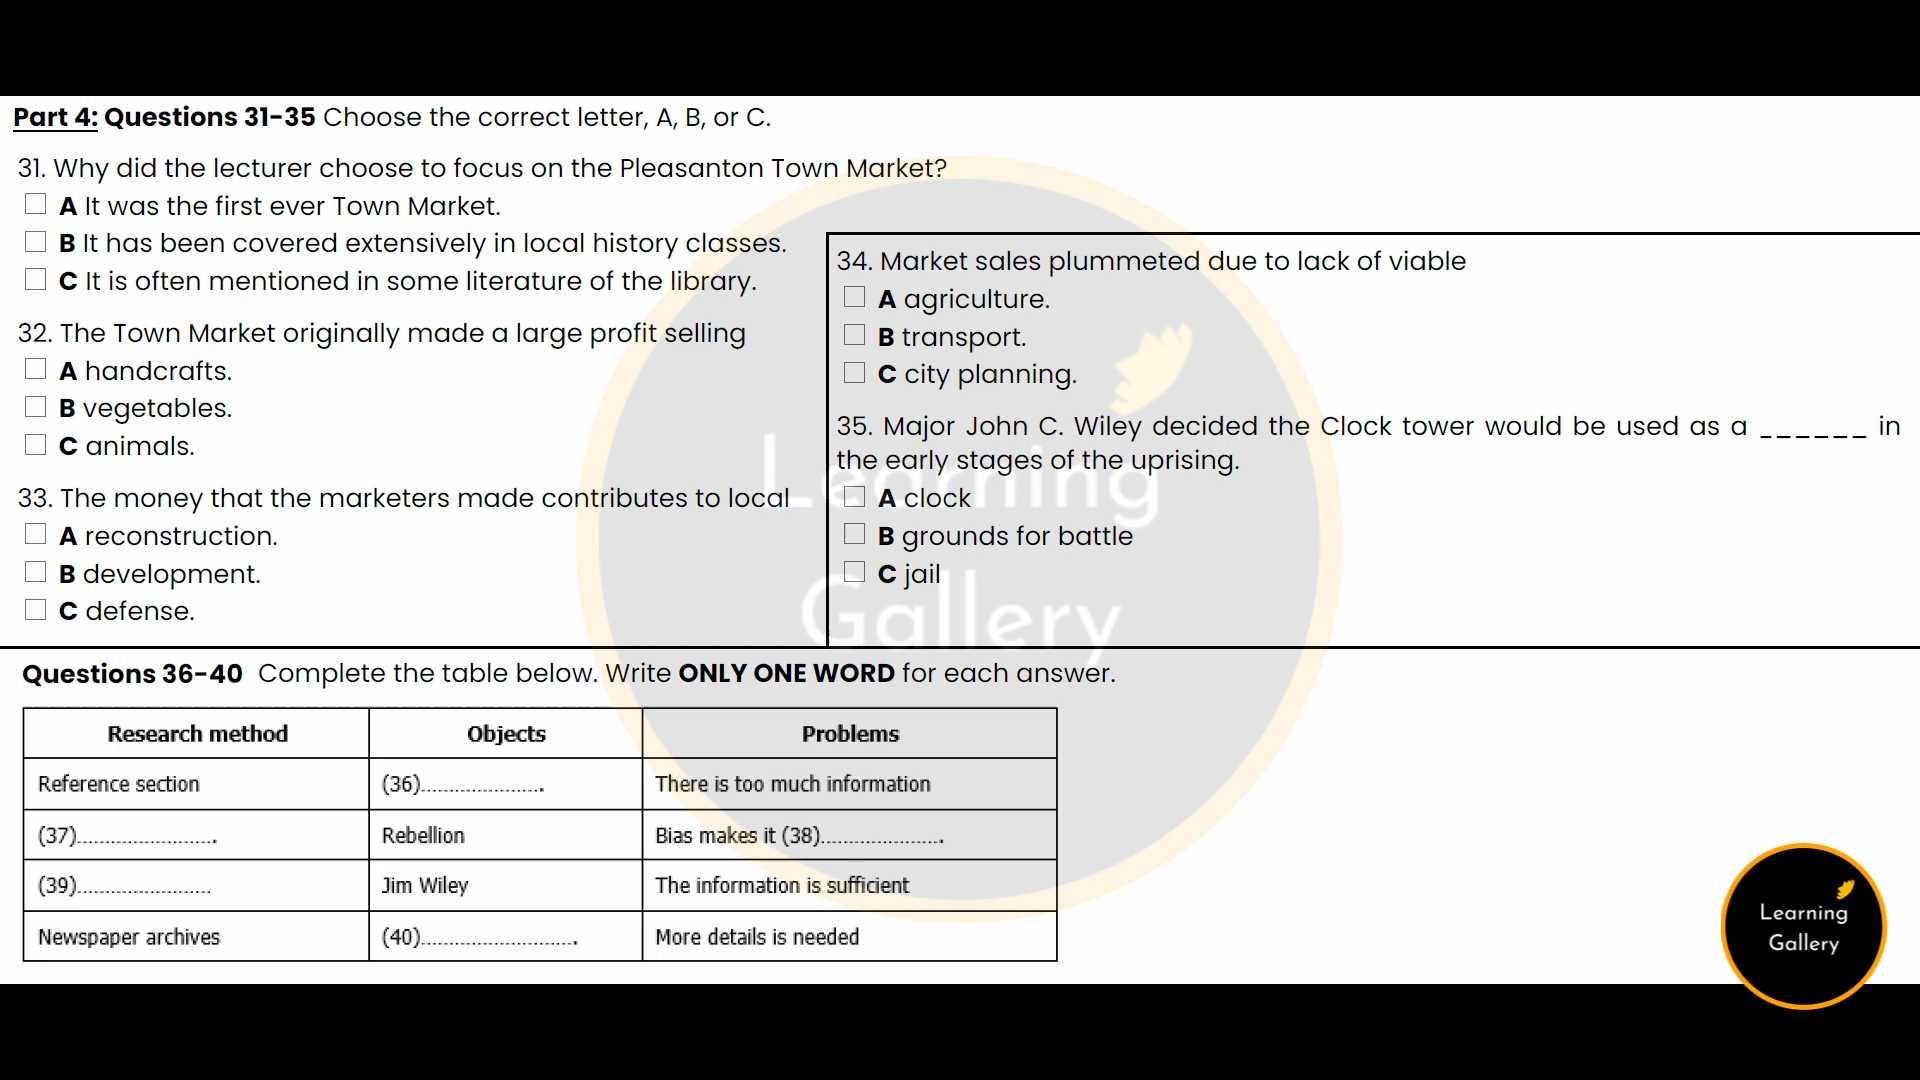 Part 4: Questions 31-35 Choose the correct letter, A, B, or C.
31. Why did the lecturer choose to focus on the Pleasanton Town Market?
A It was the first ever Town Market.
B It has been covered extensively in local history classes.
C It is often mentioned in some literature of the library.
32. The Town Market originally made a large profit selling
A handcrafts.
B vegetables.
C animals.
33. The money that the marketers made contributes to local
A reconstruction.
B development.
C defense.
34. Market sales plummeted due to lack of viable
A agriculture.
B transport.
C city planning.
35. Major John C. Wiley decided the Clock tower would be used as a ______ in
the early stages of the uprising.
A clock
B grounds for battle
C jail
Questions 36-40 Complete the table below. Write ONLY ONE WORD for each answer.
Research method Objects Problems
Reference section (36)...................... There is too much information
(37)......................... Rebellion Bias makes it (38).......................
(39)........................ Jim Wiley The information is sufficient
Newspaper archives (40)............................. More details is needed
Learning
Gallery
Learning
Gallery